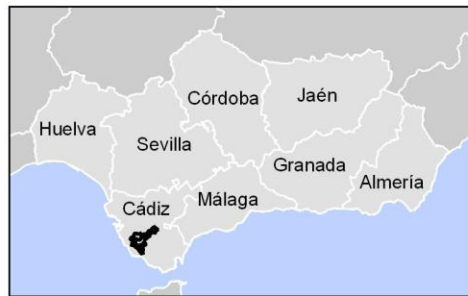 Córdoba
Jaén
Huelva
Sevilla
Granada
Almería
Cádiz
Málaga